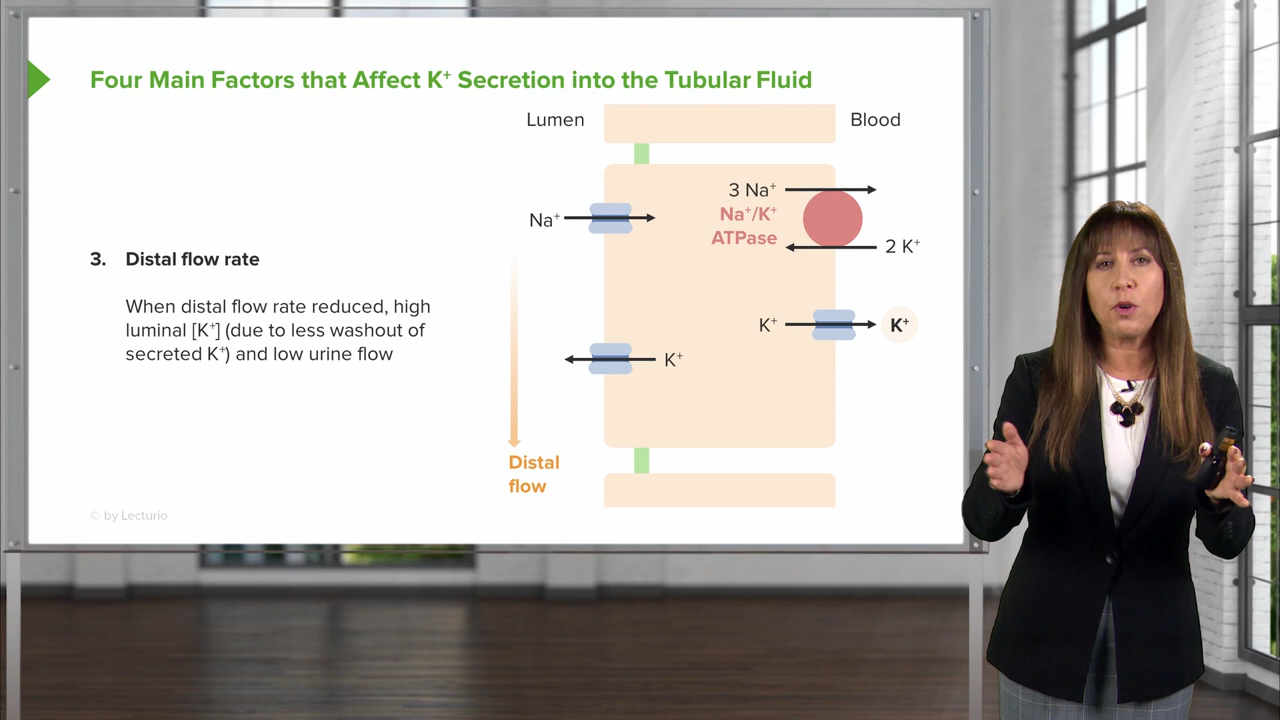 Four Main Factors that Affect K⁺ Secretion into the Tubular Fluid
Lumen
Blood
3 Na⁺
Na⁺/K⁺
ATPase
Na⁺
2 K⁺
3. Distal flow rate
When distal flow rate reduced, high
luminal [K⁺] (due to less washout of
secreted K⁺) and low urine flow
K⁺
K⁺
K⁺
Distal
flow
© by Lecturio